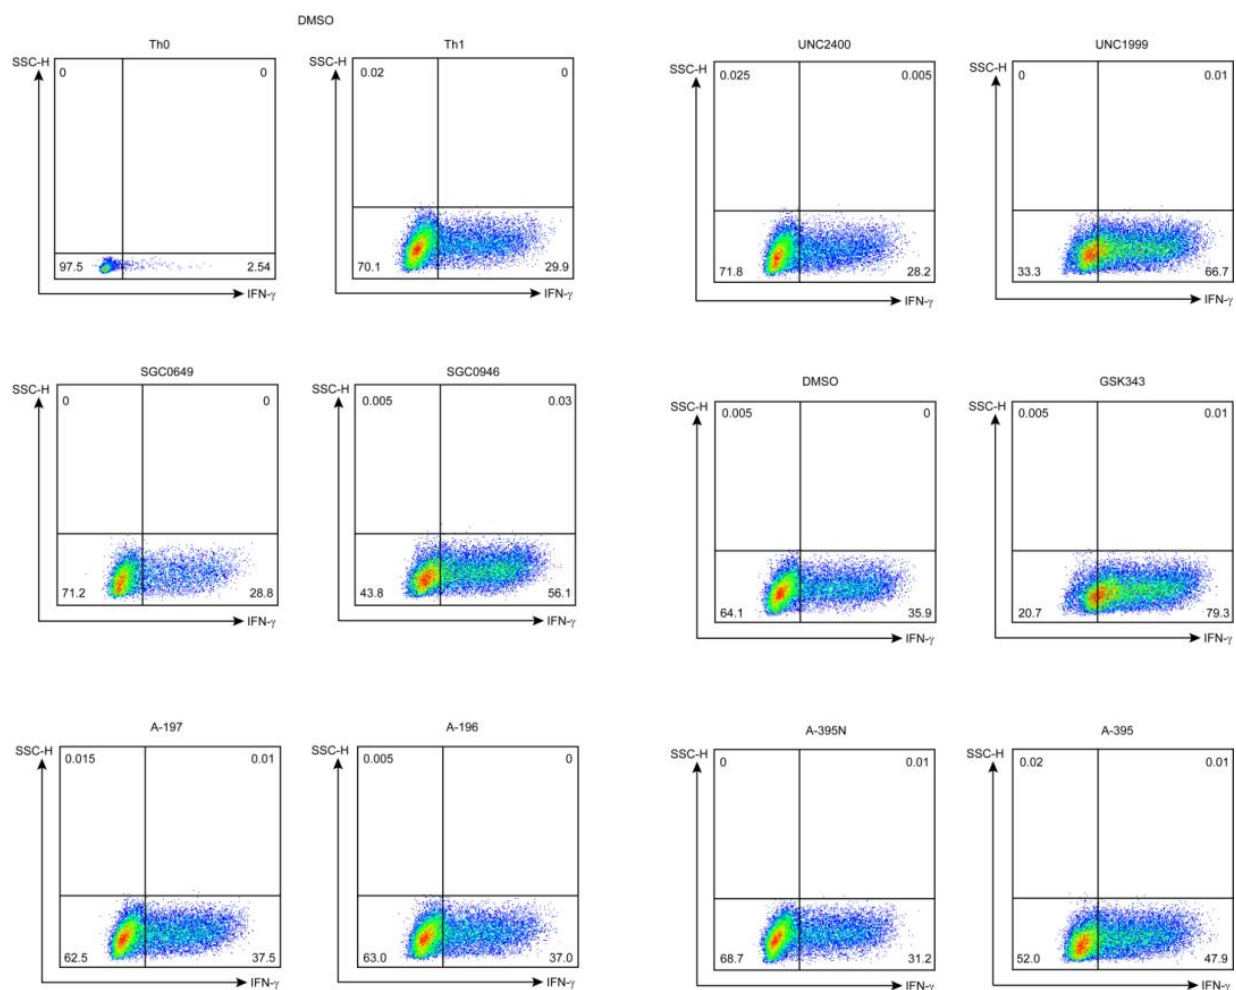 DMSO
Th0
SSC-H
0
0
97.5
2.54
IFN-γ
Th1
SSC-H
0.02
0
70.1
29.9
IFN-γ
UNC2400
SSC-H
0.025
0.005
71.8
28.2
IFN-γ
UNC1999
SSC-H
0
0.01
33.3
66.7
IFN-γ
SGC0649
SSC-H
0
0
71.2
28.8
IFN-γ
SGC0946
SSC-H
0.005
0.03
43.8
56.1
IFN-γ
DMSO
SSC-H
0.005
0
64.1
35.9
IFN-γ
GSK343
SSC-H
0.005
0.01
20.7
79.3
IFN-γ
A-197
SSC-H
0.015
0.01
62.5
37.5
IFN-γ
A-196
SSC-H
0.005
0
63.0
37.0
IFN-γ
A-395N
SSC-H
0
0.01
68.7
31.2
IFN-γ
A-395
SSC-H
0.02
0.01
52.0
47.9
IFN-γ